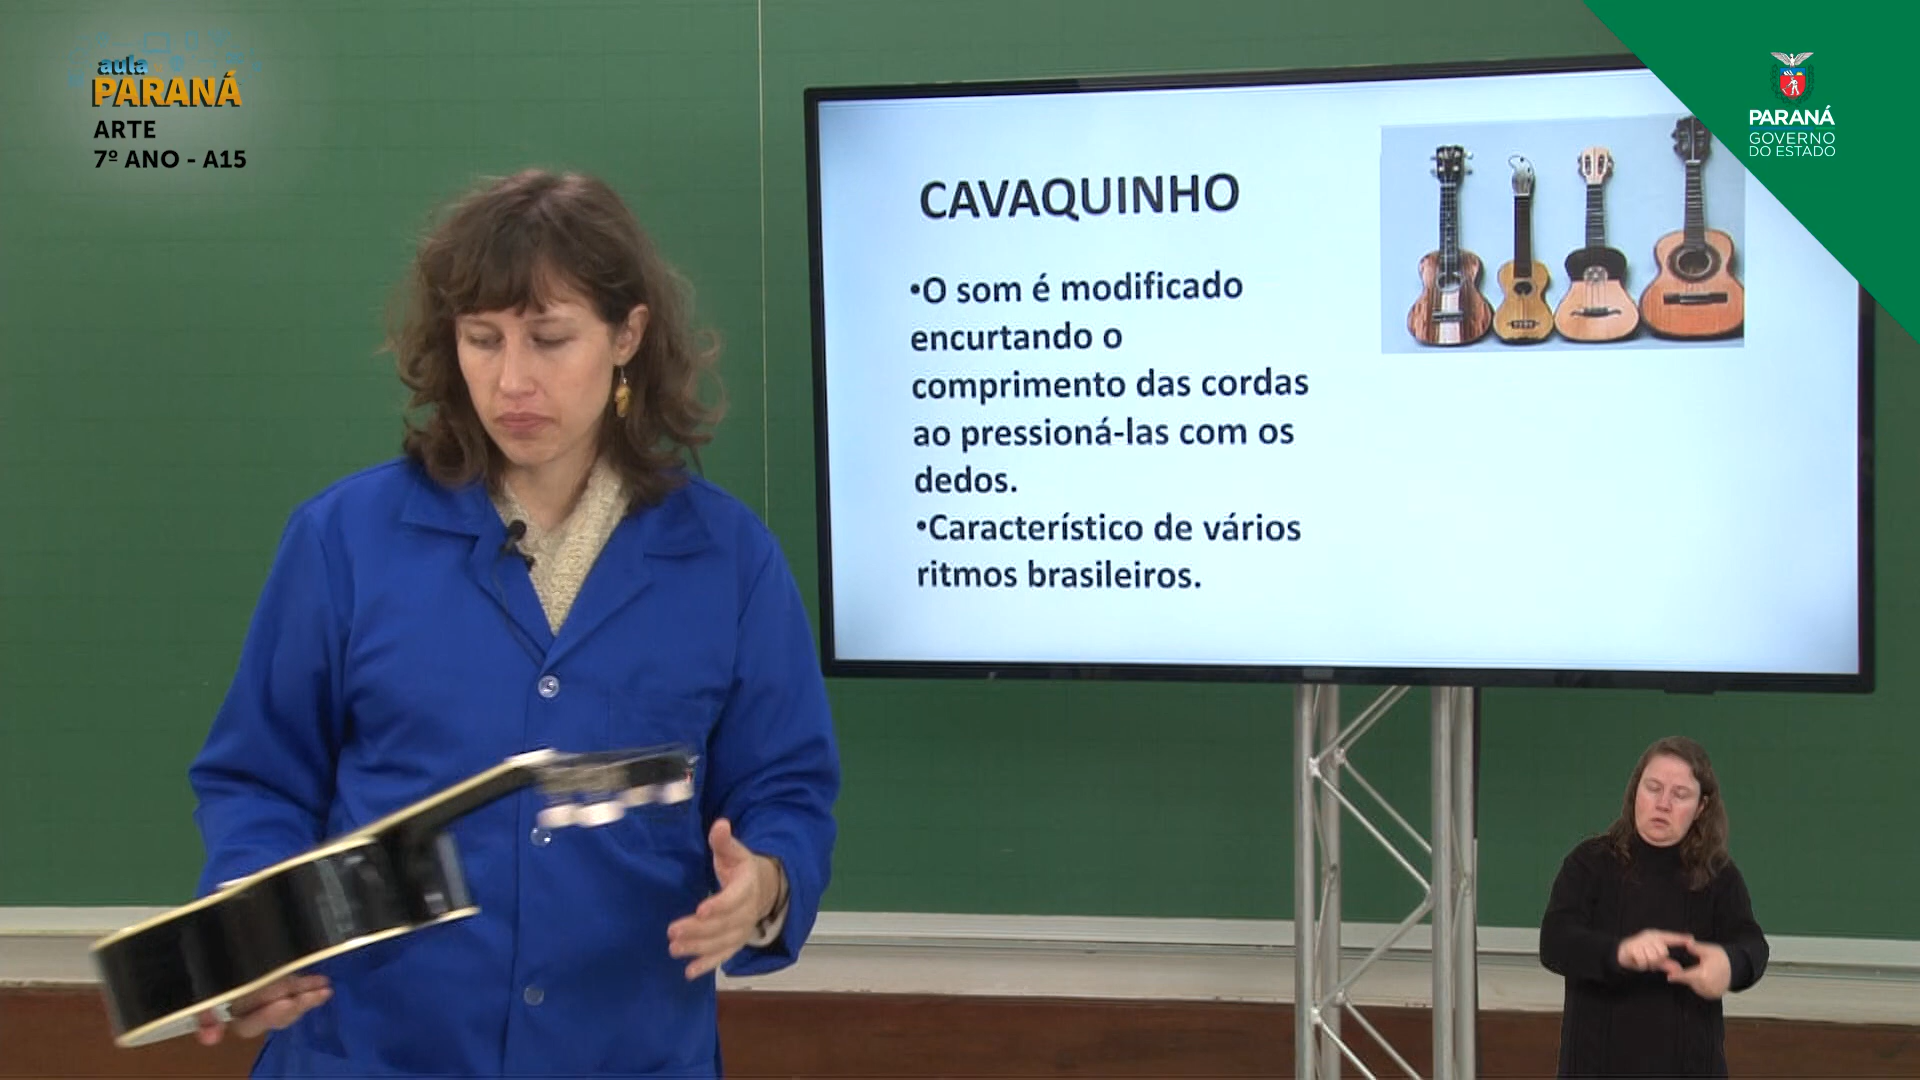 aula
PARANÁ
ARTE
7º ANO - A15
CAVAQUINHO
•O som é modificado
encurtando o
comprimento das cordas
ao pressioná-las com os
dedos.
•Característico de vários
ritmos brasileiros.
PARANÁ
GOVERNO
DO ESTADO